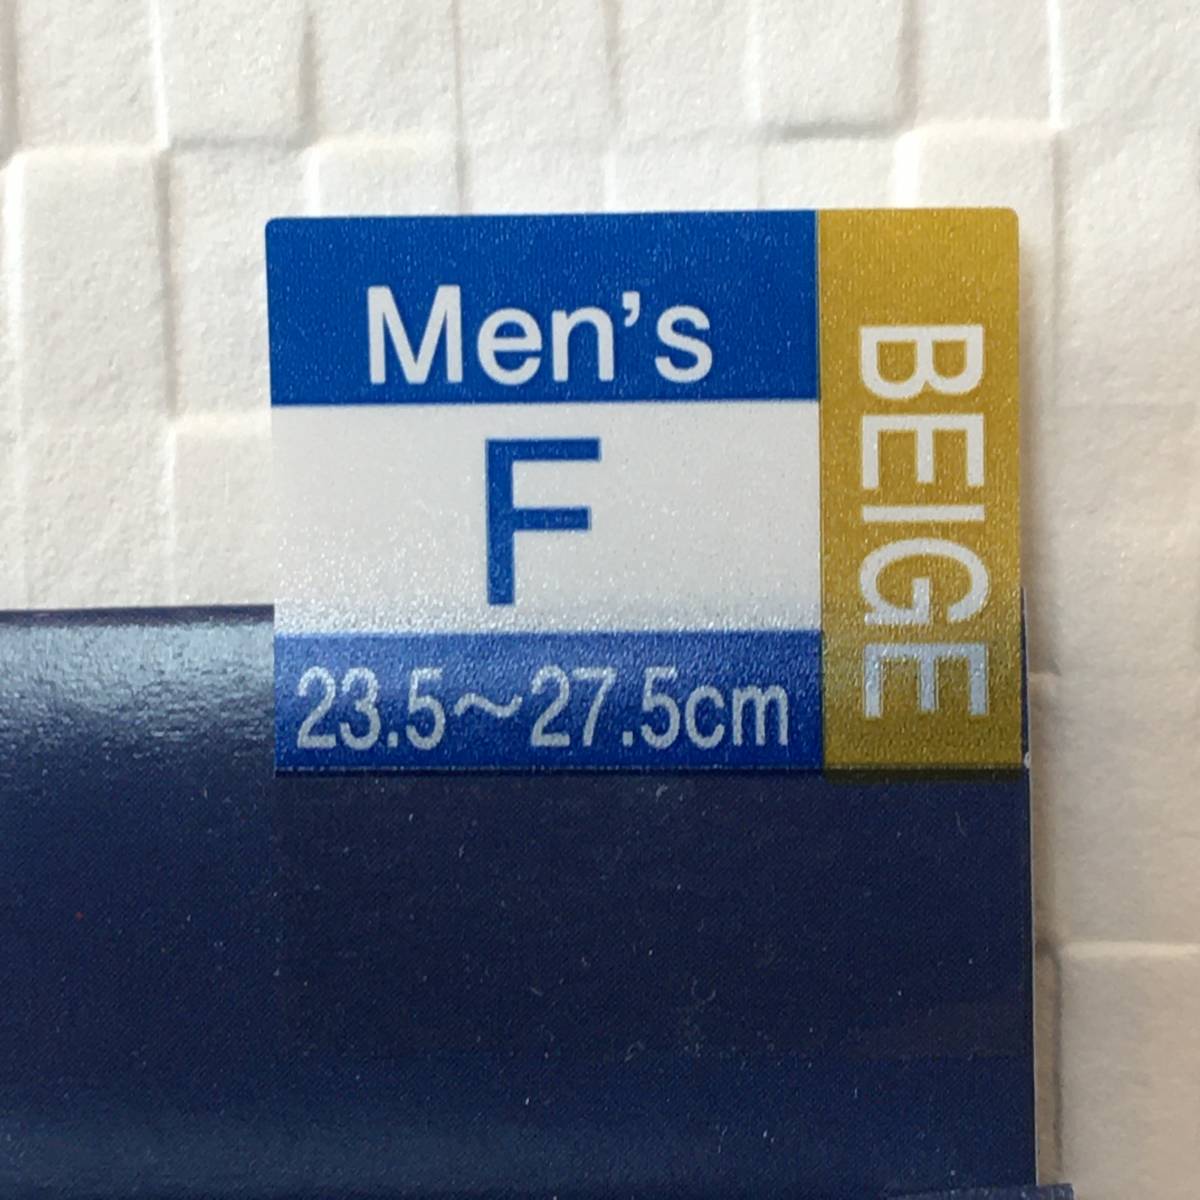 Men's
F
23.5～27.5cm
BEIGE